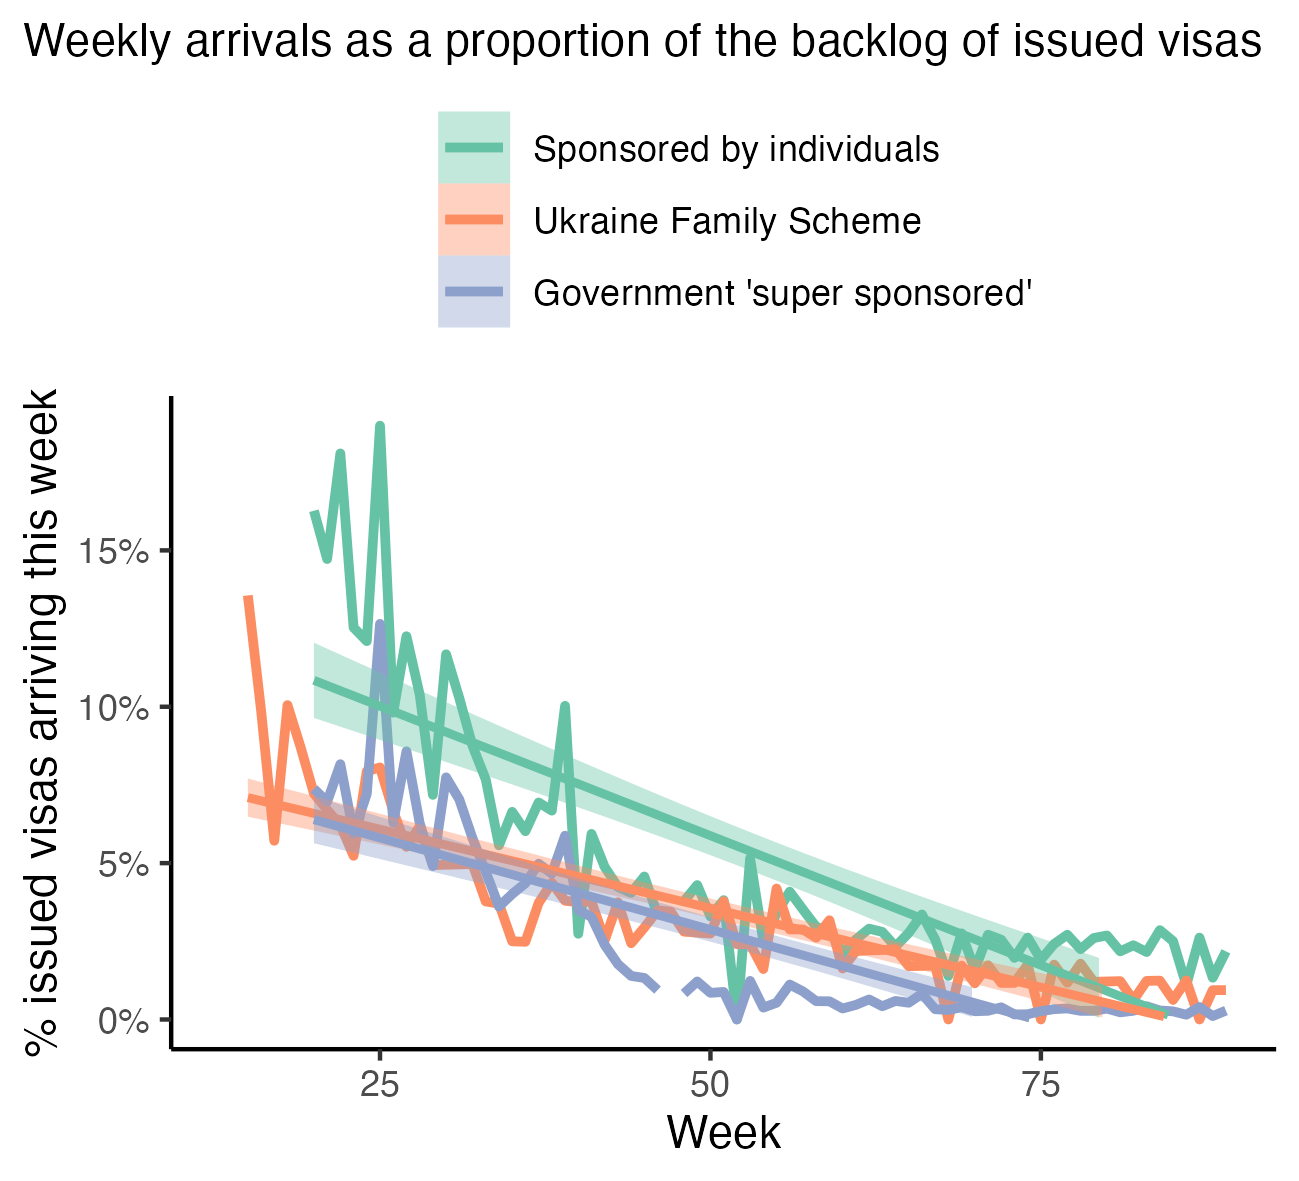 Weekly arrivals as a proportion of the backlog of issued visas
Sponsored by individuals
Ukraine Family Scheme
Government 'super sponsored'
% issued visas arriving this week
15%
10%
5%
0%
25
50
75
Week